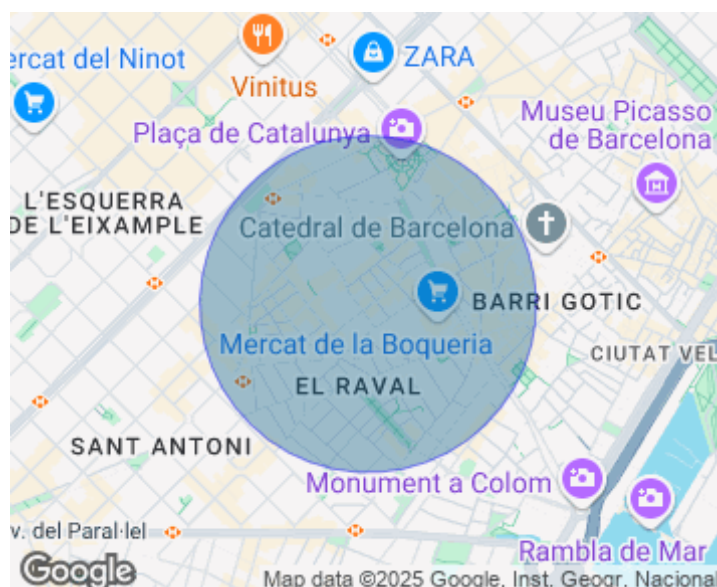 ercat del Ninot
Vinitus
ZARA
Plaça de Catalunya
Museu Picasso
de Barcelona
L'ESQUERRA
DE L'EIXAMPLE
Catedral de Barcelona
BARRI GOTIC
Mercat de la Boqueria
CIUTAT VEL
EL RAVAL
SANT ANTONI
Monument a Colom
v. del Paral·lel
Rambla de Mar
Google
Map data ©2025 Google, Inst. Geogr. Nacional